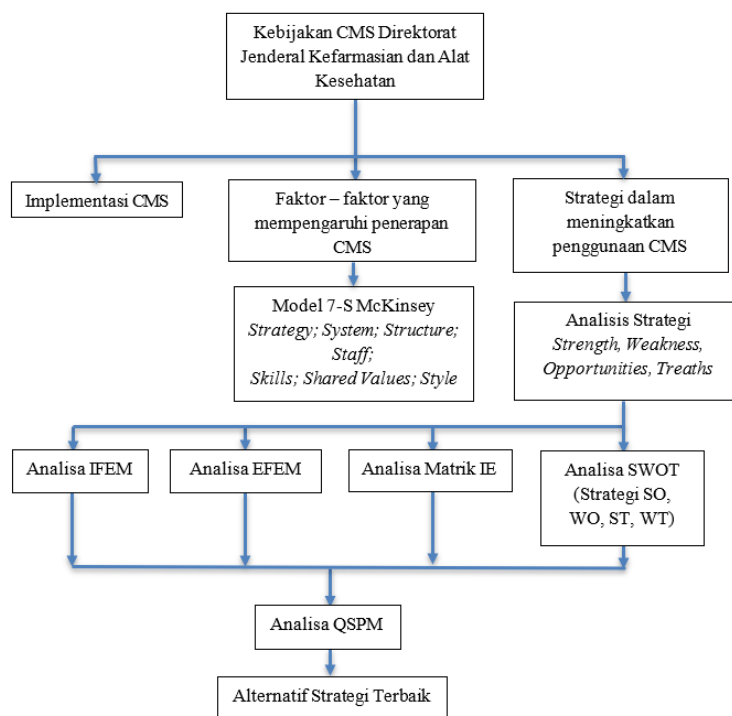 Kebijakan CMS Direktorat
Jenderal Kefarmasian dan Alat
Kesehatan
Implementasi CMS
Faktor – faktor yang
mempengaruhi penerapan
CMS
Strategi dalam
meningkatkan
penggunaan CMS
Model 7-S McKinsey
Strategy; System; Structure;
Staff;
Skills; Shared Values; Style
Analisis Strategi
Strength, Weakness,
Opportunities, Treaths
Analisa IFEM
Analisa EFEM
Analisa Matrik IE
Analisa SWOT
(Strategi SO,
WO, ST, WT)
Analisa QSPM
Alternatif Strategi Terbaik